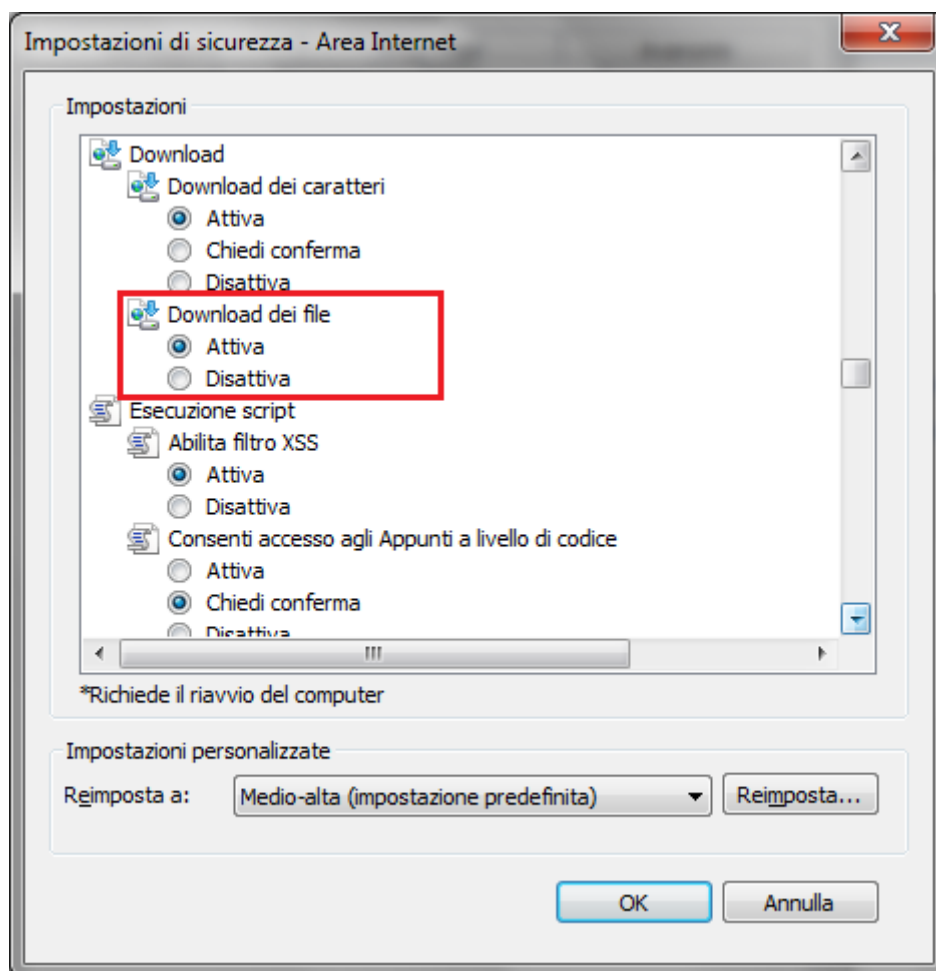 Impostazioni di sicurezza - Area Internet
Impostazioni
Download
Download dei caratteri
Attiva
Chiedi conferma
Disattiva
Download dei file
Attiva
Disattiva
Esecuzione script
Abilita filtro XSS
Attiva
Disattiva
Consenti accesso agli Appunti a livello di codice
Attiva
Chiedi conferma
Disattiva
*Richiede il riavvio del computer
Impostazioni personalizzate
Reimposta a: Medio-alta (impostazione predefinita) Reimposta...
OK Annulla